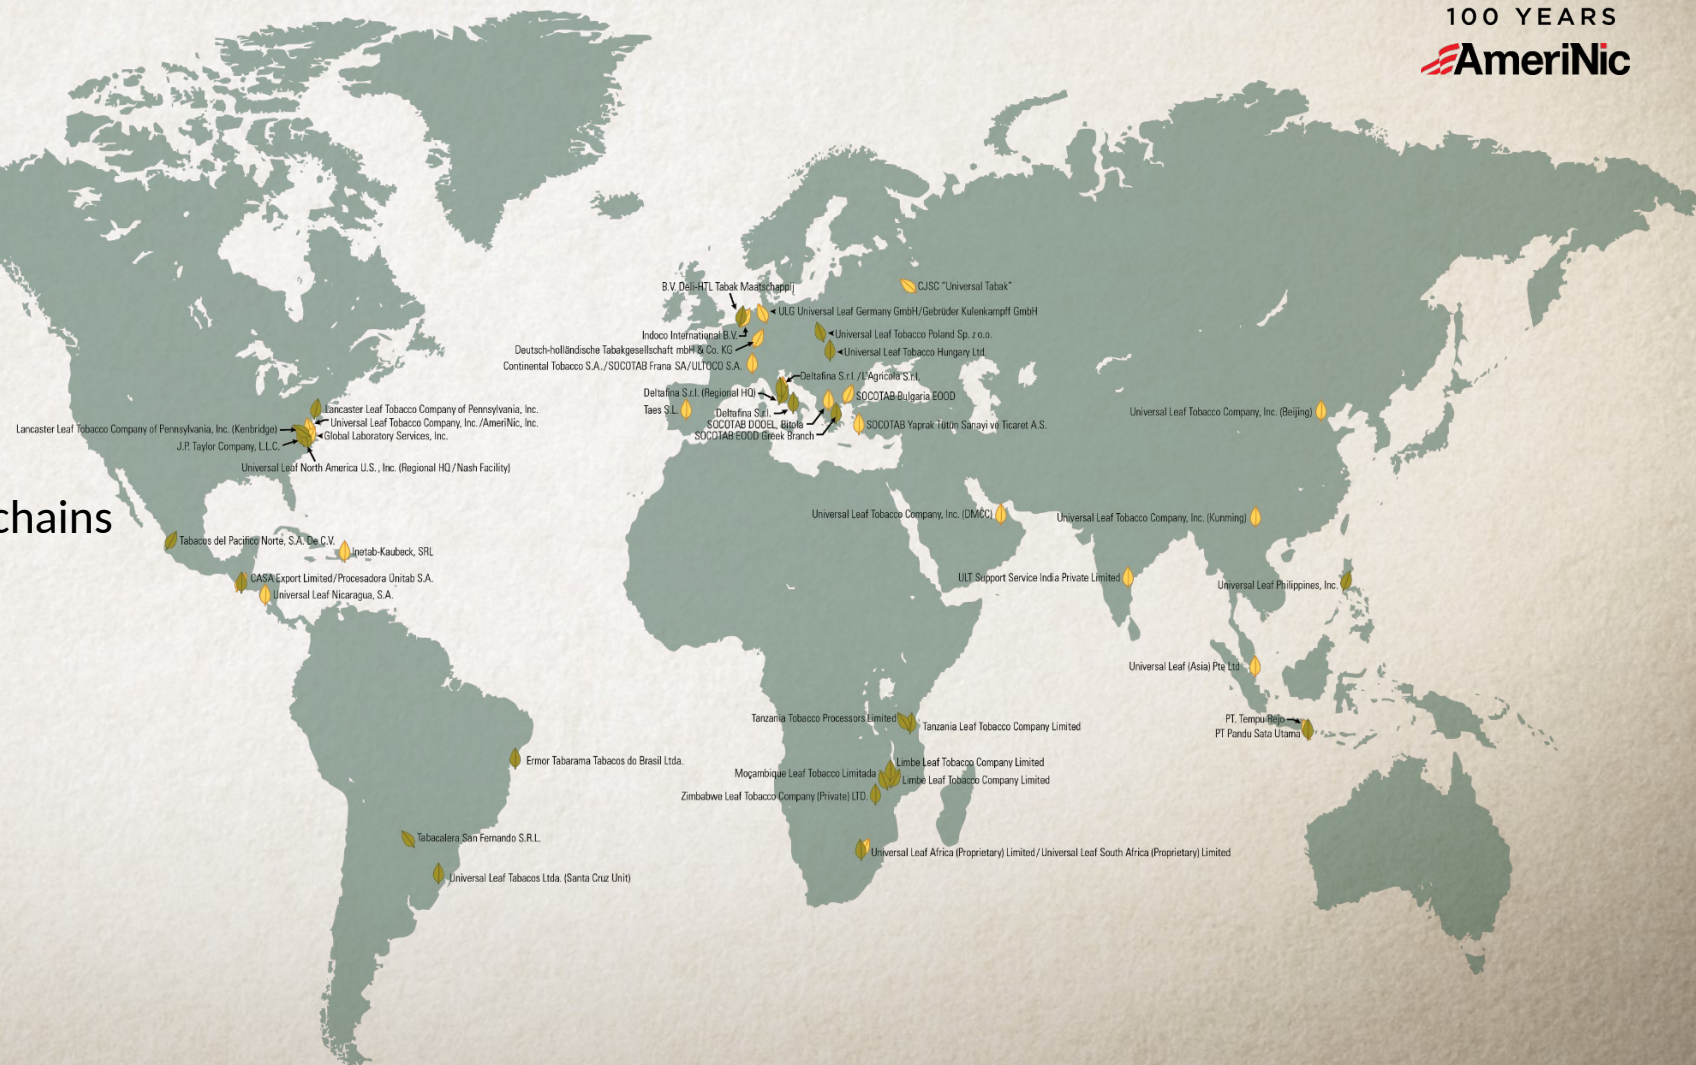 100 YEARS
AmeriNic
chains
B.V. Deli-HTL Tabak Maatschappij
CJSC "Universal Tabak"
ULG Universal Leaf Germany GmbH/Gebrüder Kulenkampff GmbH
Indoco International B.V.
Universal Leaf Tobacco Poland Sp. z o.o.
Deutsch-holländische Tabakgesellschaft mbH & Co. KG
Universal Leaf Tobacco Hungary Ltd.
Continental Tobacco S.A./SOCOTAB Frana SA/ULTOCO S.A.
Deltafina S.r.l./L'Agricola S.r.l.
Deltafina S.r.l. (Regional HQ)
SOCOTAB Bulgaria EOOD
Taes S.L.
Deltafina S.r.l.
SOCOTAB DOOEL, Bitola
SOCOTAB Yaprak Tütün Sanayi ve Ticaret A.S.
SOCOTAB EOOD Greek Branch
Lancaster Leaf Tobacco Company of Pennsylvania, Inc.
Universal Leaf Tobacco Company, Inc./AmeriNic, Inc.
Lancaster Leaf Tobacco Company of Pennsylvania, Inc. (Kenbridge)
Global Laboratory Services, Inc.
J.P. Taylor Company, L.L.C.
Universal Leaf North America U.S., Inc. (Regional HQ/Nash Facility)
Universal Leaf Tobacco Company, Inc. (Beijing)
Universal Leaf Tobacco Company, Inc. (DMCC)
Universal Leaf Tobacco Company, Inc. (Kunming)
Tabacos del Pacifico Norte, S.A. De C.V.
Inetab-Kaubeck, SRL
CASA Export Limited/Procesadora Unitab S.A.
Universal Leaf Nicaragua, S.A.
ULT Support Service India Private Limited
Universal Leaf Philippines, Inc.
Universal Leaf (Asia) Pte Ltd
Tanzania Tobacco Processors Limited
Tanzania Leaf Tobacco Company Limited
PT. Tempu Rejo
PT Pandu Sata Utama
Ermor Tabarama Tabacos do Brasil Ltda.
Limbe Leaf Tobacco Company Limited
Moçambique Leaf Tobacco Limitada
Limbe Leaf Tobacco Company Limited
Zimbabwe Leaf Tobacco Company (Private) LTD.
Tabacalera San Fernando S.R.L.
Universal Leaf Africa (Proprietary) Limited/Universal Leaf South Africa (Proprietary) Limited
Universal Leaf Tabacos Ltda. (Santa Cruz Unit)